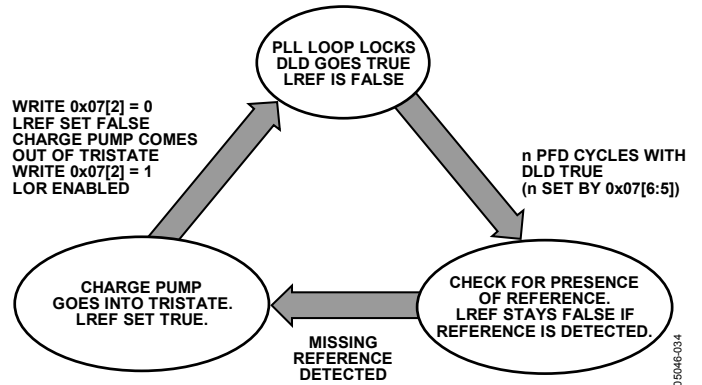 PLL LOOP LOCKS
DLD GOES TRUE
LREF IS FALSE
WRITE 0x07[2] = 0
LREF SET FALSE
CHARGE PUMP COMES
OUT OF TRISTATE
WRITE 0x07[2] = 1
LOR ENABLED
n PFD CYCLES WITH
DLD TRUE
(n SET BY 0x07[6:5])
CHARGE PUMP
GOES INTO TRISTATE.
LREF SET TRUE.
CHECK FOR PRESENCE
OF REFERENCE.
LREF STAYS FALSE IF
REFERENCE IS DETECTED.
MISSING
REFERENCE
DETECTED
05046-034